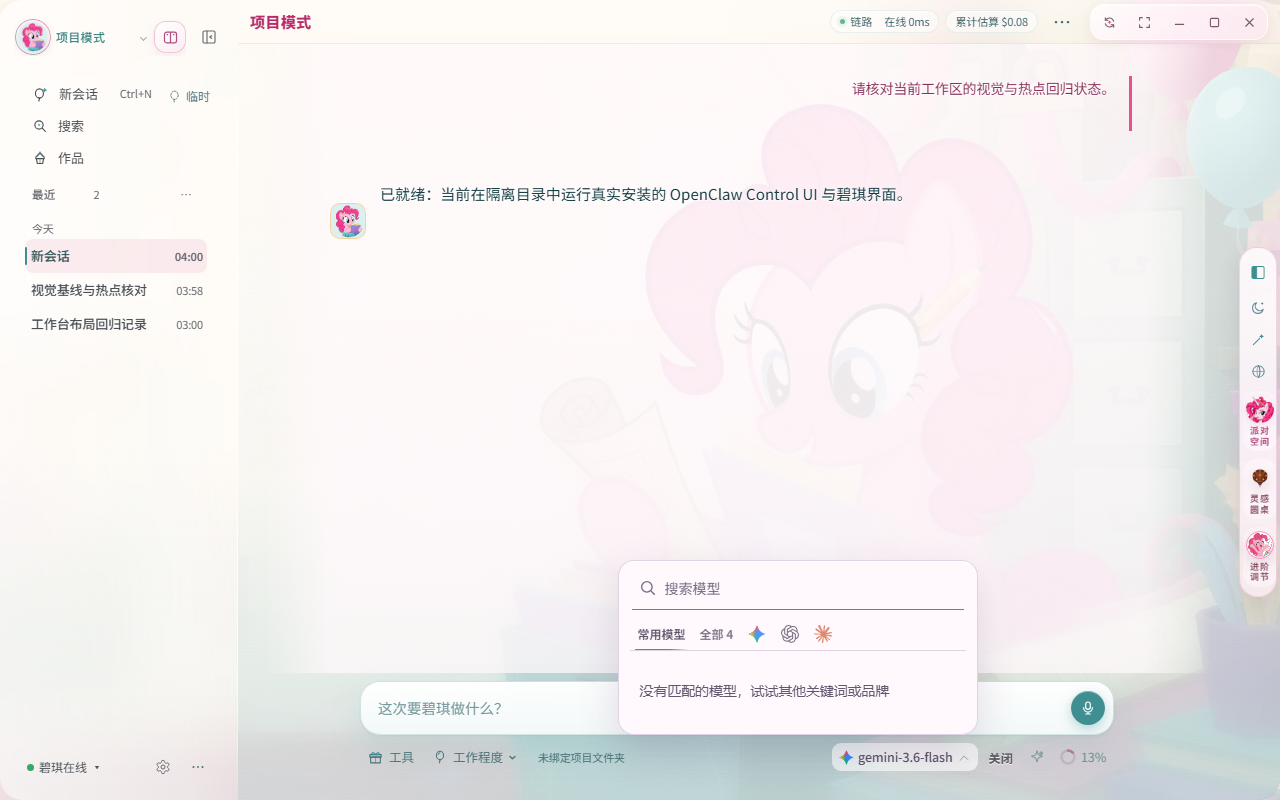 项目模式
新会话 Ctrl+N 临时
搜索
作品
最近 2 ···
今天
新会话 04:00
视觉基线与热点核对 03:58
工作台布局回归记录 03:00
碧琪在线
项目模式
链路 在线 0ms
累计估算 $0.08
请核对当前工作区的视觉与热点回归状态。
已就绪：当前在隔离目录中运行真实安装的 OpenClaw Control UI 与碧琪界面。
派对
空间
灵感
圆桌
进阶
调节
搜索模型
常用模型 全部 4
没有匹配的模型，试试其他关键词或品牌
这次要碧琪做什么？
工具 工作程度 未绑定项目文件夹 gemini-3.6-flash 关闭 13%